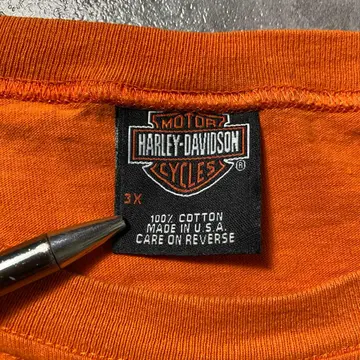 MOTOR
HARLEY-DAVIDSON
CYCLES ®
3X
100% COTTON
MADE IN U.S.A.
CARE ON REVERSE